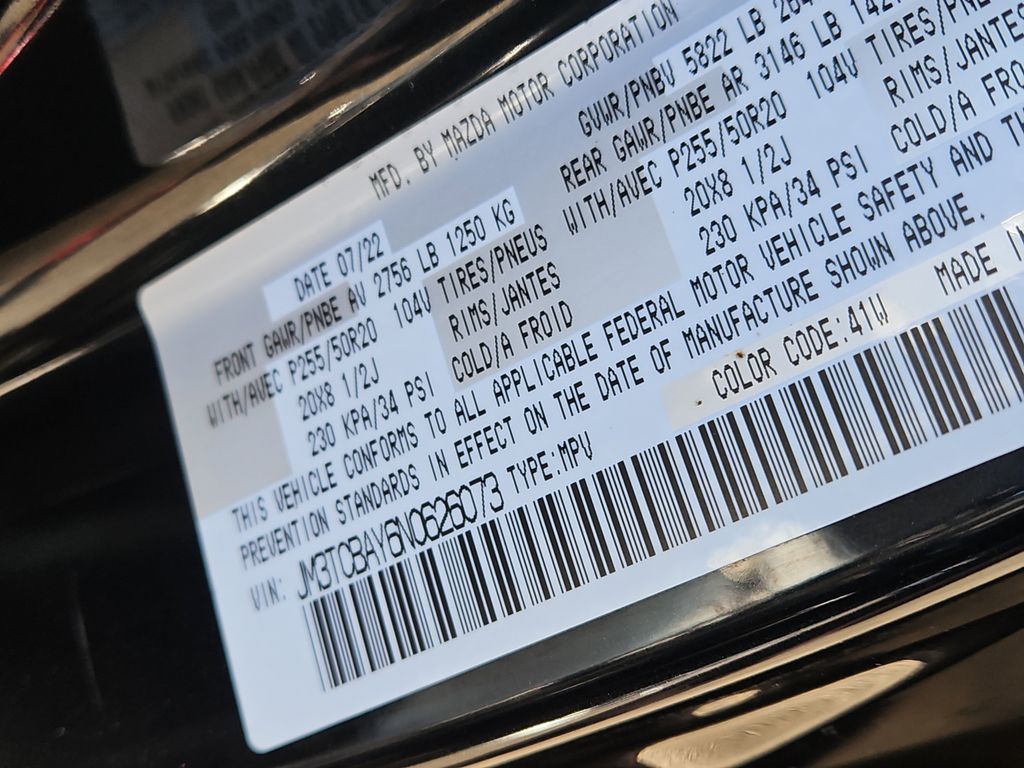 MFD. BY MAZDA MOTOR CORPORATION
DATE 07/22 GVWR/PNBV 5822 LB 264
FRONT GAWR/PNBE AV 2756 LB 1250 KG REAR GAWR/PNBE AR 3146 LB 142
WITH/AVEC P255/50R20 104V TIRES/PNEUS WITH/AVEC P255/50R20 104V TIRES/PNE
20X8 1/2J RIMS/JANTES 20X8 1/2J RIMS/JANTES
230 KPA/34 PSI COLD/A FROID 230 KPA/34 PSI COLD/A FRO
THIS VEHICLE CONFORMS TO ALL APPLICABLE FEDERAL MOTOR VEHICLE SAFETY AND TH
PREVENTION STANDARDS IN EFFECT ON THE DATE OF MANUFACTURE SHOWN ABOVE.
VIN: JM3TCBAY6N0626073 TYPE:MPV COLOR CODE:41W MADE